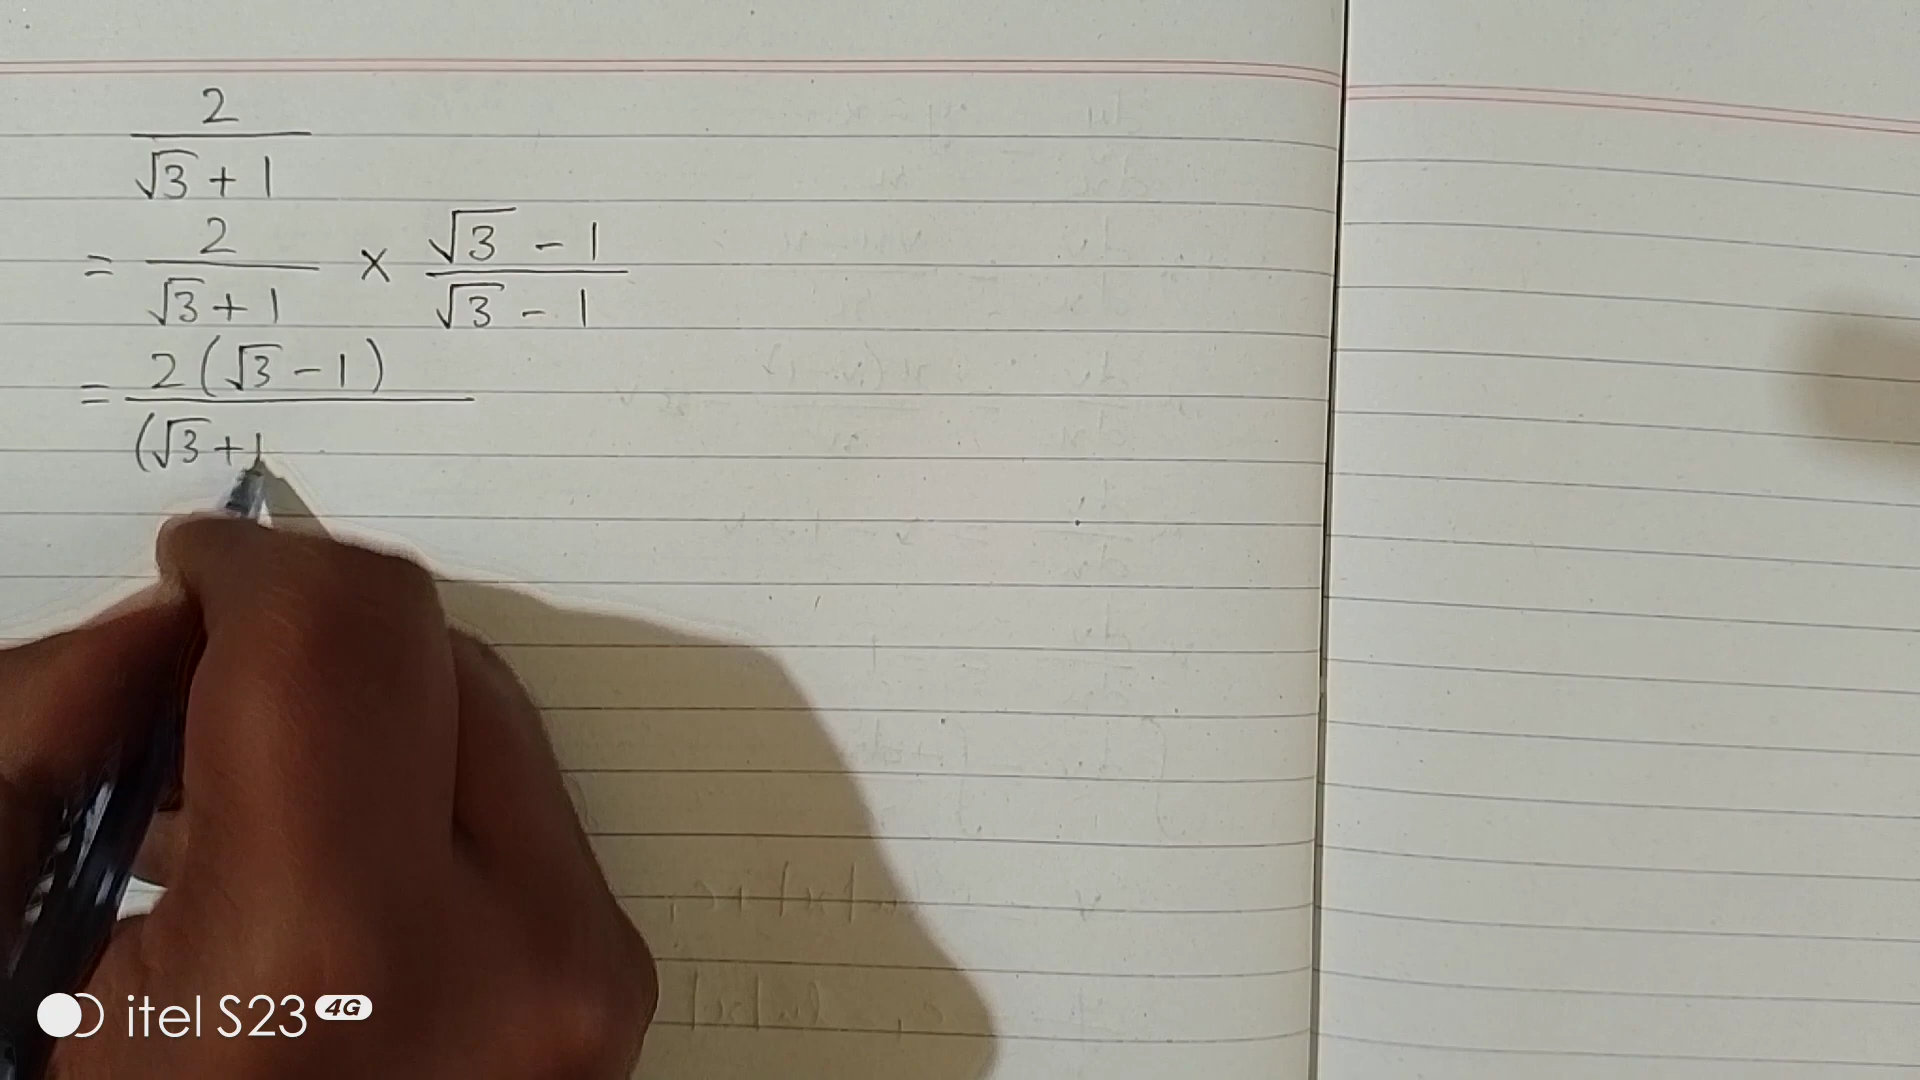 2
√3 + 1
= 2 / √3 + 1 × √3 - 1 / √3 - 1
= 2 (√3 - 1)
(√3 + 1
itel S23 4G